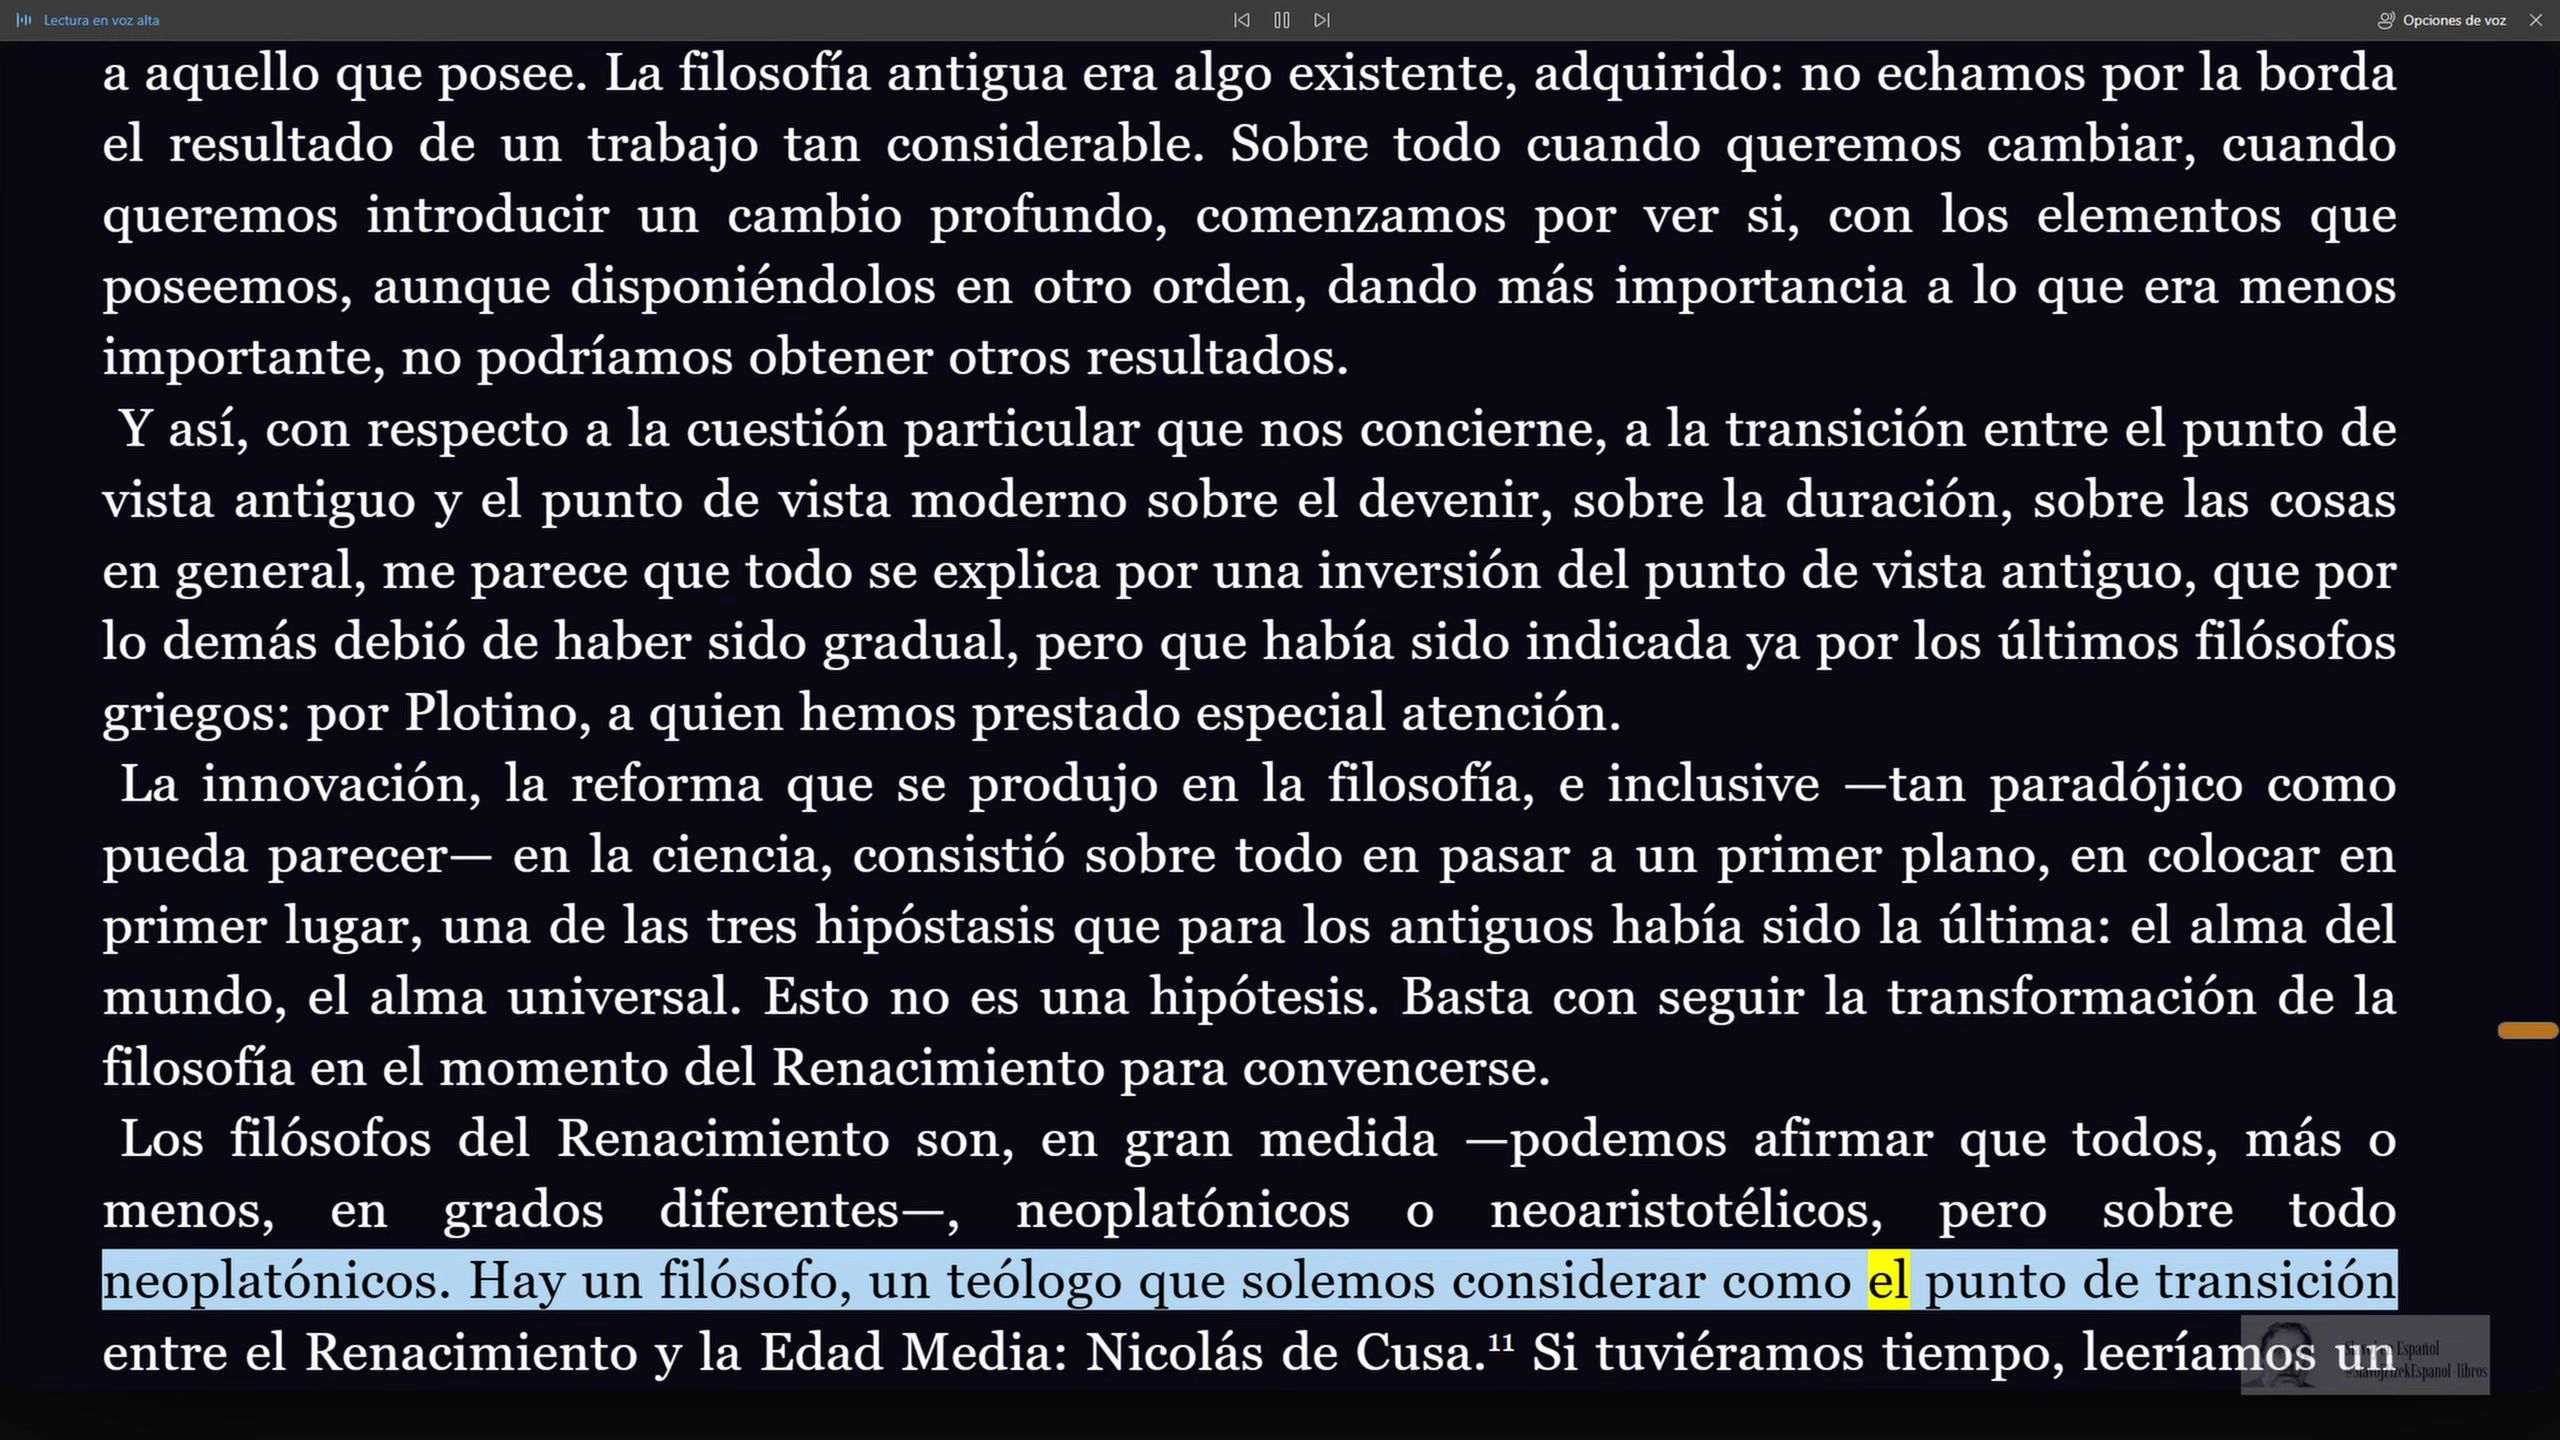 Lectura en voz alta
Opciones de voz
a aquello que posee. La filosofía antigua era algo existente, adquirido: no echamos por la borda
el resultado de un trabajo tan considerable. Sobre todo cuando queremos cambiar, cuando
queremos introducir un cambio profundo, comenzamos por ver si, con los elementos que
poseemos, aunque disponiéndolos en otro orden, dando más importancia a lo que era menos
importante, no podríamos obtener otros resultados.
Y así, con respecto a la cuestión particular que nos concierne, a la transición entre el punto de
vista antiguo y el punto de vista moderno sobre el devenir, sobre la duración, sobre las cosas
en general, me parece que todo se explica por una inversión del punto de vista antiguo, que por
lo demás debió de haber sido gradual, pero que había sido indicada ya por los últimos filósofos
griegos: por Plotino, a quien hemos prestado especial atención.
La innovación, la reforma que se produjo en la filosofía, e inclusive —tan paradójico como
pueda parecer— en la ciencia, consistió sobre todo en pasar a un primer plano, en colocar en
primer lugar, una de las tres hipóstasis que para los antiguos había sido la última: el alma del
mundo, el alma universal. Esto no es una hipótesis. Basta con seguir la transformación de la
filosofía en el momento del Renacimiento para convencerse.
Los filósofos del Renacimiento son, en gran medida —podemos afirmar que todos, más o
menos, en grados diferentes—, neoplatónicos o neoaristotélicos, pero sobre todo
neoplatónicos. Hay un filósofo, un teólogo que solemos considerar como el punto de transición
entre el Renacimiento y la Edad Media: Nicolás de Cusa.¹¹ Si tuviéramos tiempo, leeríamos un
Español